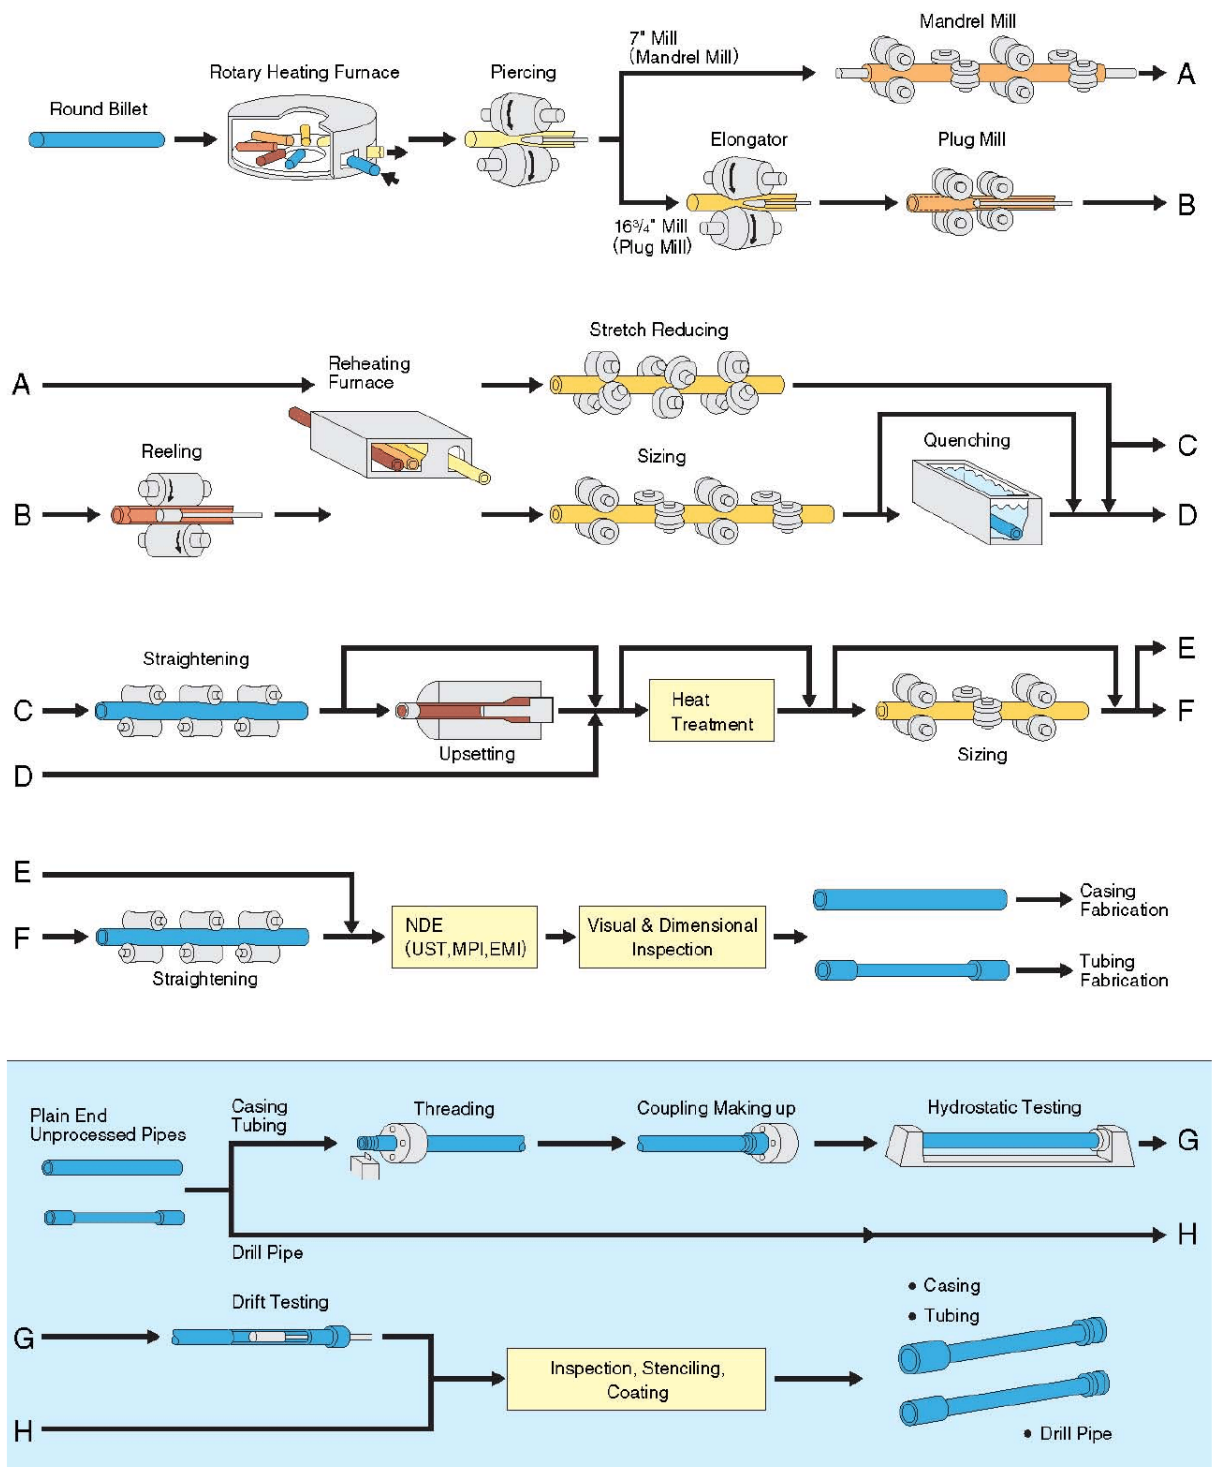 Mandrel Mill
7" Mill
(Mandrel Mill)
Rotary Heating Furnace
Piercing
A
Round Billet
Elongator
Plug Mill
B
16³/₄" Mill
(Plug Mill)
Stretch Reducing
Reheating
Furnace
A
Quenching
Reeling
Sizing
C
B
D
E
Straightening
C
Heat
Treatment
F
Upsetting
Sizing
D
E
Casing
Fabrication
NDE
(UST,MPI,EMI)
Visual & Dimensional
Inspection
F
Tubing
Fabrication
Straightening
Casing
Tubing
Threading
Coupling Making up
Hydrostatic Testing
Plain End
Unprocessed Pipes
G
H
Drill Pipe
• Casing
Drift Testing
• Tubing
G
Inspection, Stenciling,
Coating
H
• Drill Pipe